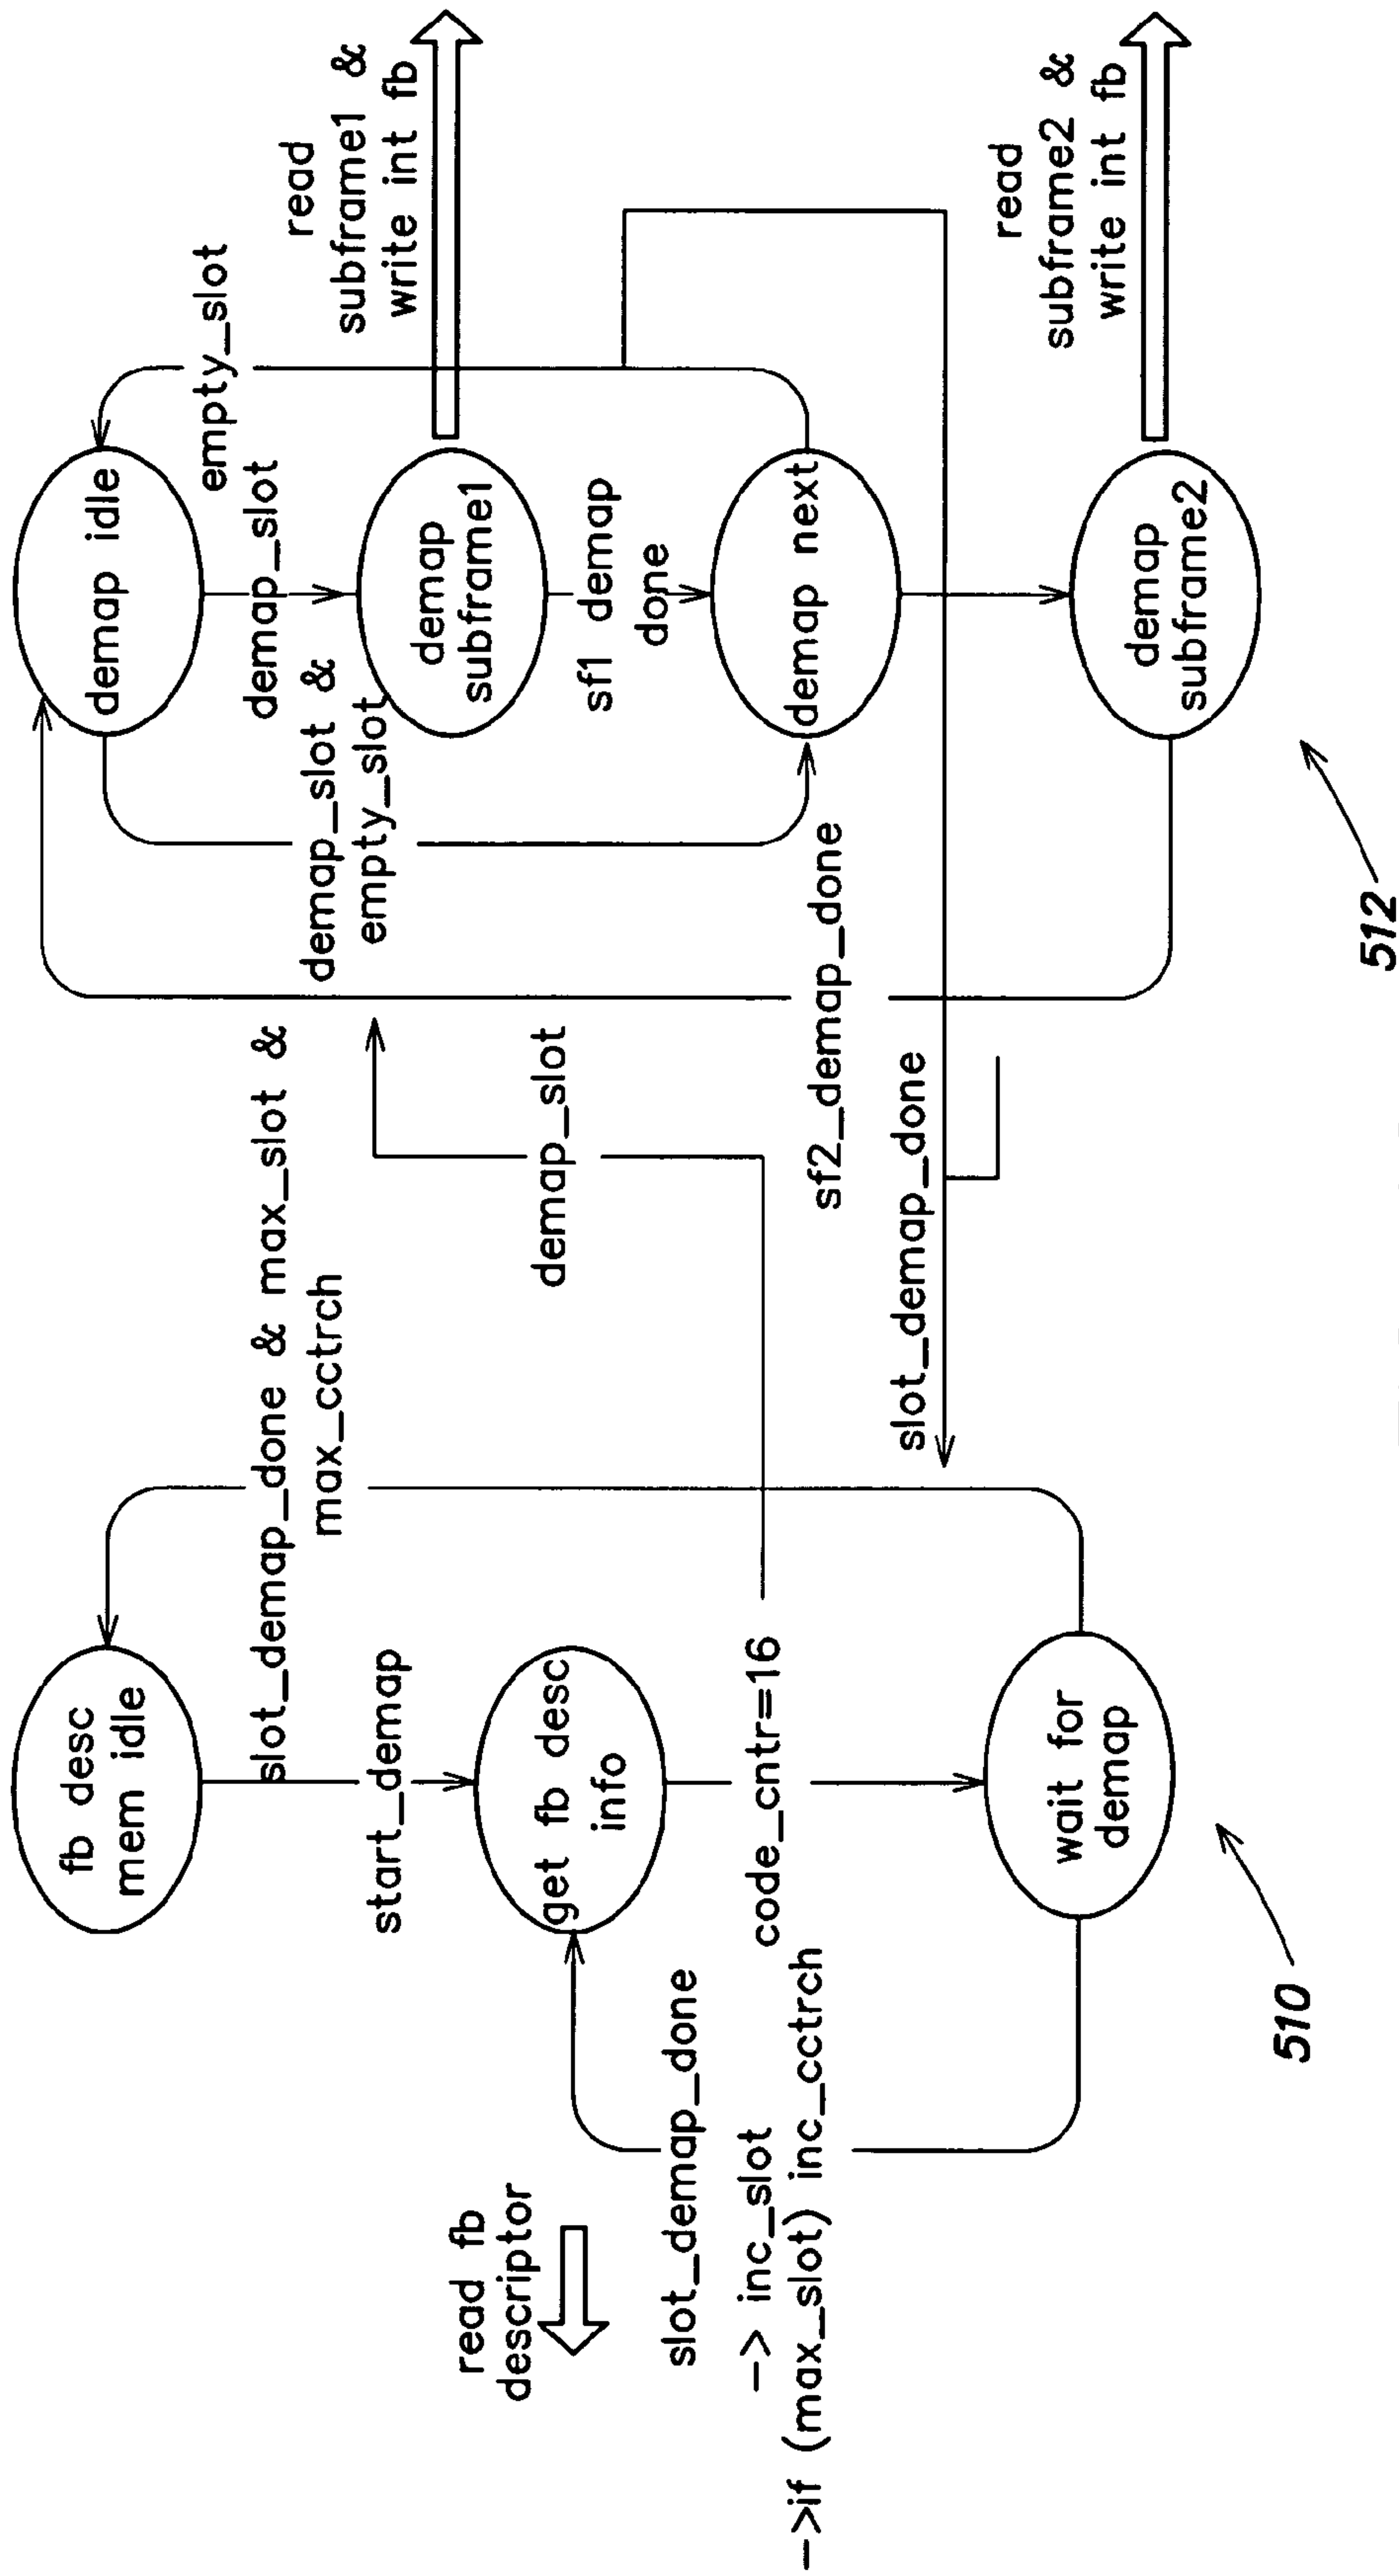 fb desc
mem idle
slot_demap_done & max_slot &
max_cctrch
start_demap
read fb
descriptor
get fb desc
info
slot_demap_done
-> inc_slot
->if (max_slot) inc_cctrch
code_cntr=16
wait for
demap
510
demap_slot
slot_demap_done
demap idle
empty_slot
demap_slot
demap_slot &
empty_slot
demap
subframe1
read
subframe1 &
write int fb
sf1 demap
done
demap next
sf2_demap_done
demap
subframe2
read
subframe2 &
write int fb
512